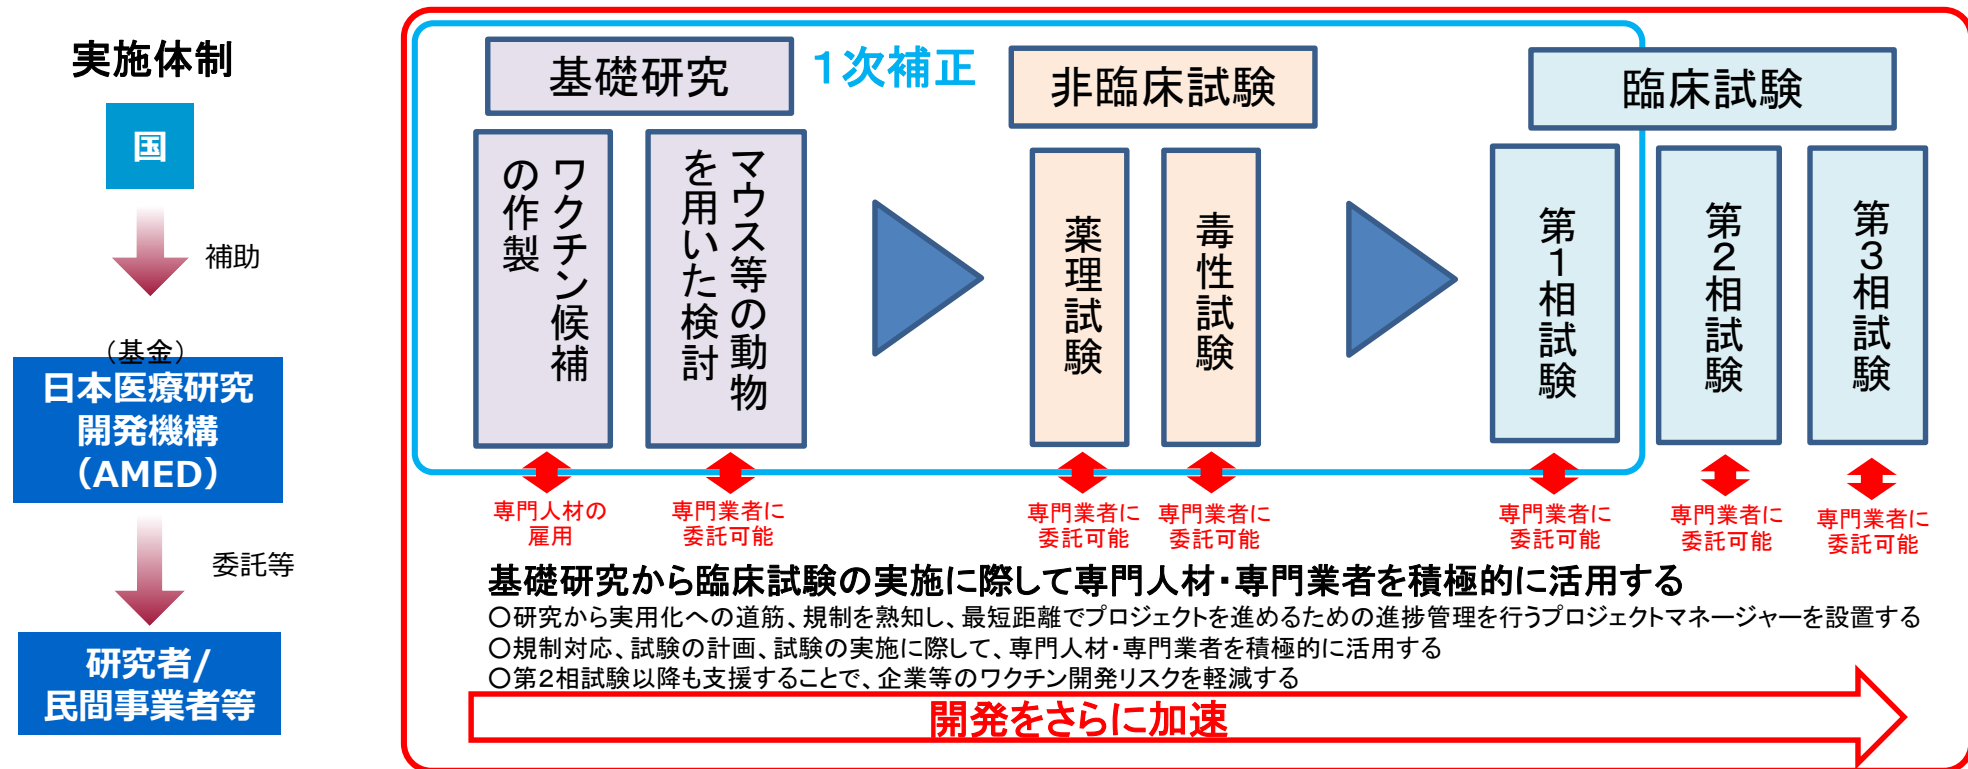 実施体制
国
補助
（基金）
日本医療研究
開発機構
（AMED）
委託等
研究者/
民間事業者等
１次補正
基礎研究
ワクチン候補
の作製
マウス等の動物
を用いた検討
非臨床試験
薬理試験
毒性試験
臨床試験
第１相試験
第２相試験
第３相試験
専門人材の
雇用
専門業者に
委託可能
専門業者に
委託可能
専門業者に
委託可能
専門業者に
委託可能
専門業者に
委託可能
専門業者に
委託可能
基礎研究から臨床試験の実施に際して専門人材・専門業者を積極的に活用する
○研究から実用化への道筋、規制を熟知し、最短距離でプロジェクトを進めるための進捗管理を行うプロジェクトマネージャーを設置する
○規制対応、試験の計画、試験の実施に際して、専門人材・専門業者を積極的に活用する
○第２相試験以降も支援することで、企業等のワクチン開発リスクを軽減する
開発をさらに加速